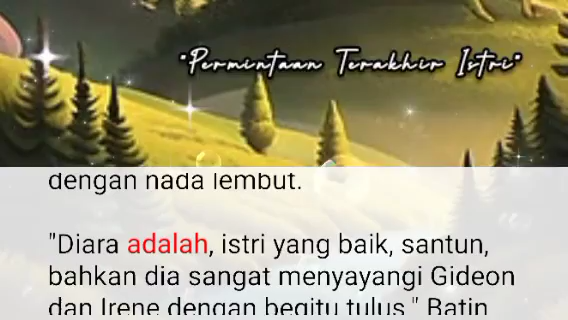 "Permintaan Terakhir Istri"
dengan nada lembut.
"Diara adalah, istri yang baik, santun,
bahkan dia sangat menyayangi Gideon
dan Irene dengan begitu tulus." Batin